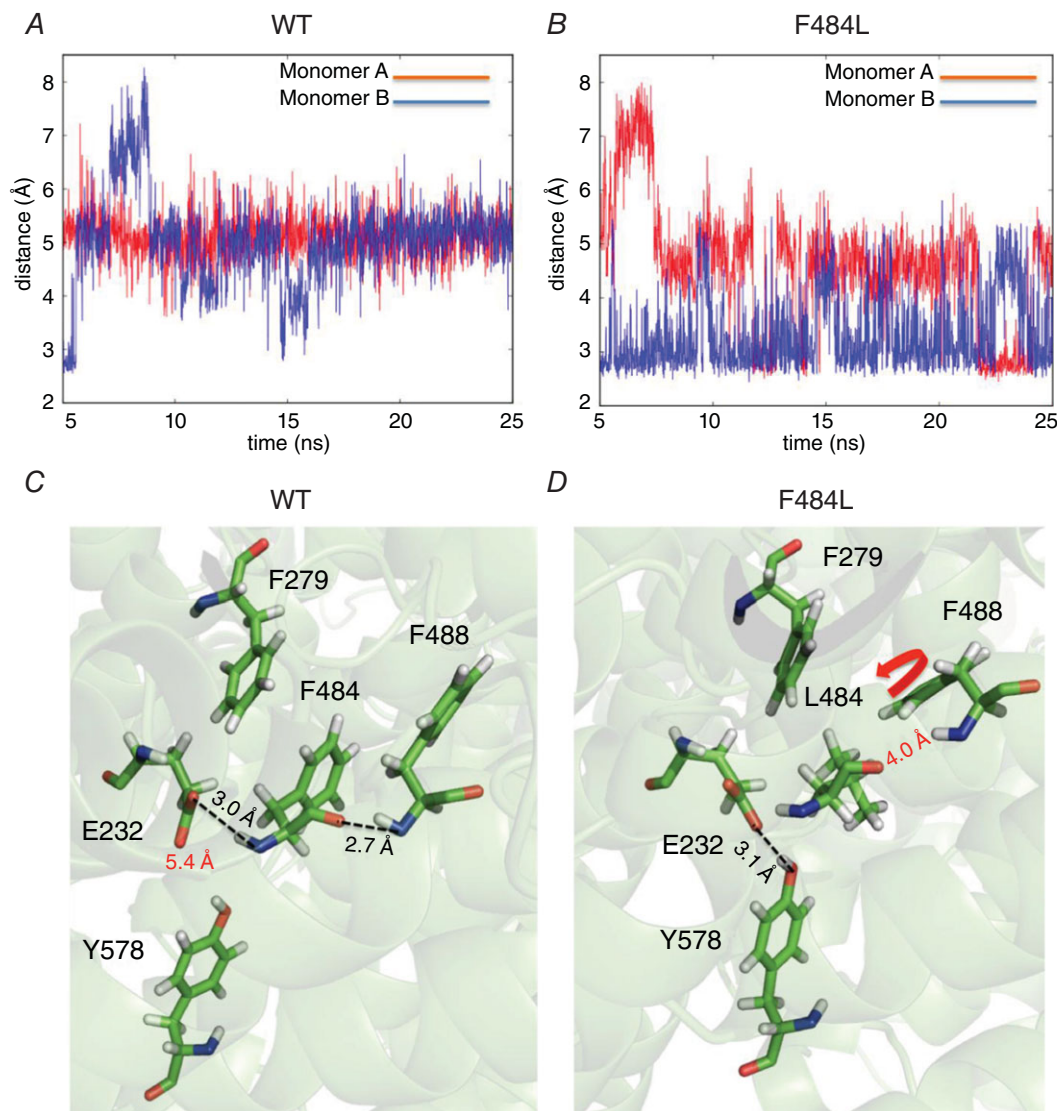 A
WT
Monomer A
Monomer B
distance (Å)
8
7
6
5
4
3
2
5
10
15
20
25
time (ns)
B
F484L
Monomer A
Monomer B
distance (Å)
8
7
6
5
4
3
2
5
10
15
20
25
time (ns)
C
WT
F279
F488
F484
3.0 Å
E232
2.7 Å
5.4 Å
Y578
D
F484L
F279
F488
L484
4.0 Å
E232
3.1 Å
Y578